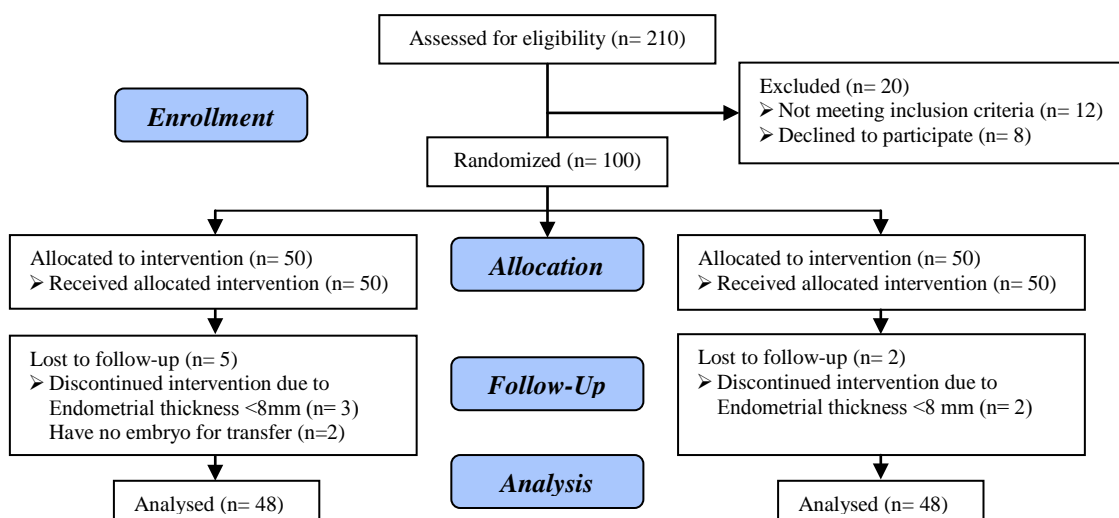 Assessed for eligibility (n= 210)
Excluded (n= 20)
➢ Not meeting inclusion criteria (n= 12)
➢ Declined to participate (n= 8)
Enrollment
Randomized (n= 100)
Allocated to intervention (n= 50)
➢ Received allocated intervention (n= 50)
Allocation
Allocated to intervention (n= 50)
➢ Received allocated intervention (n= 50)
Lost to follow-up (n= 5)
➢ Discontinued intervention due to
Endometrial thickness <8mm (n= 3)
Have no embryo for transfer (n=2)
Follow-Up
Lost to follow-up (n= 2)
➢ Discontinued intervention due to
Endometrial thickness <8 mm (n= 2)
Analysis
Analysed (n= 48)
Analysed (n= 48)